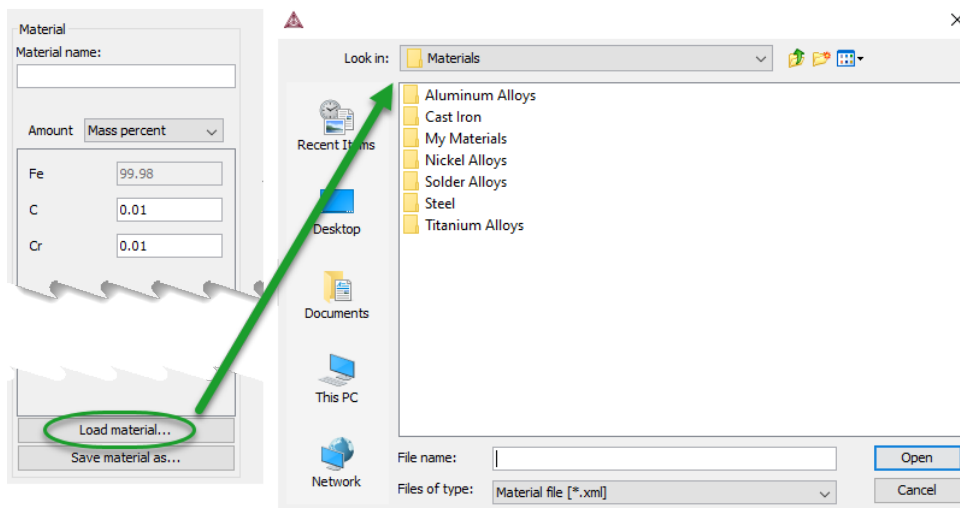 Material
Material name:
Amount Mass percent
Fe 99.98
C 0.01
Cr 0.01
Load material...
Save material as...
Look in: Materials
Recent Items
Desktop
Documents
This PC
Network
Aluminum Alloys
Cast Iron
My Materials
Nickel Alloys
Solder Alloys
Steel
Titanium Alloys
File name:
Open
Files of type: Material file [*.xml]
Cancel